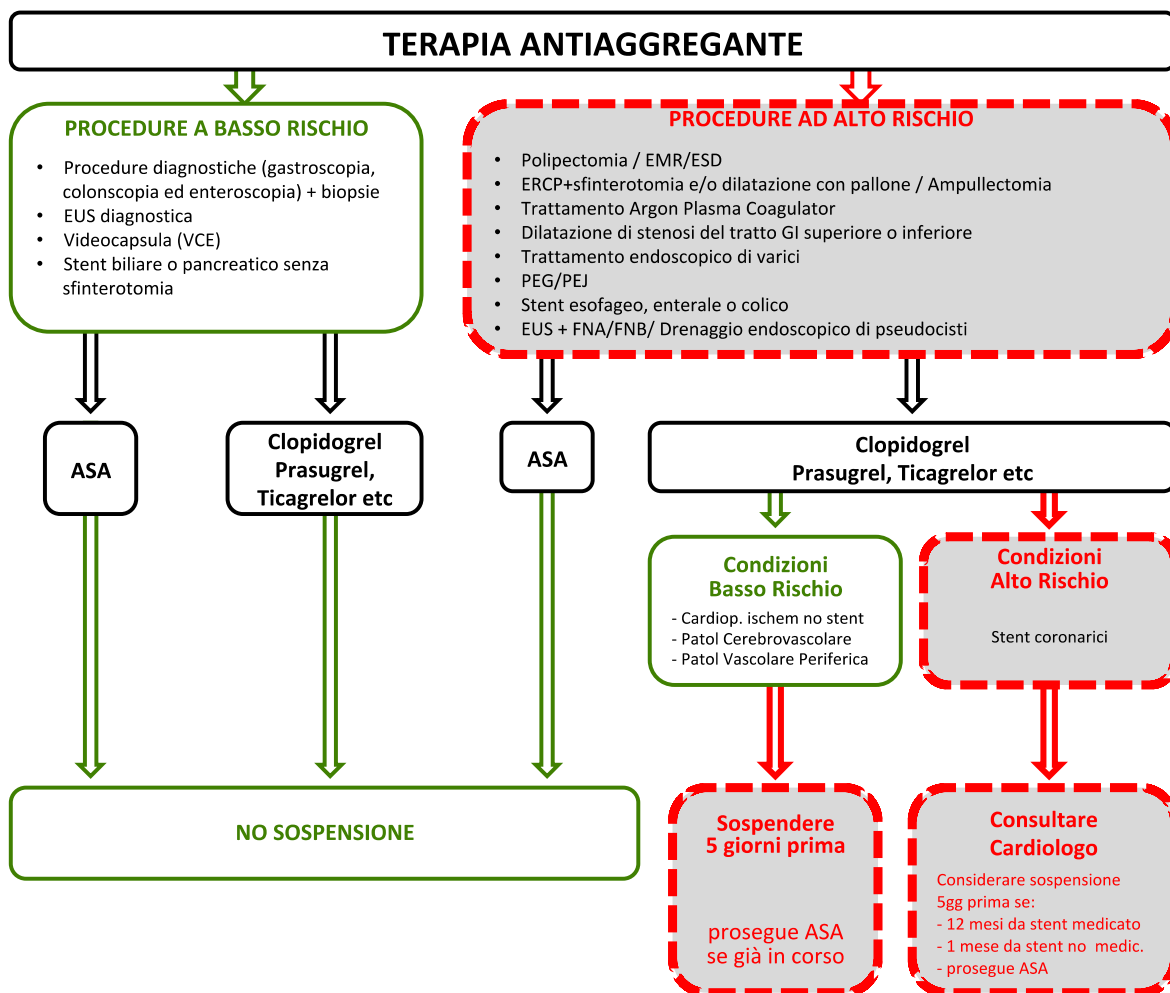 TERAPIA ANTIAGGREGANTE
PROCEDURE A BASSO RISCHIO
• Procedure diagnostiche (gastroscopia,
colonscopia ed enteroscopia) + biopsie
• EUS diagnostica
• Videocapsula (VCE)
• Stent biliare o pancreatico senza
sfinterotomia
PROCEDURE AD ALTO RISCHIO
• Polipectomia / EMR/ESD
• ERCP+sfinterotomia e/o dilatazione con pallone / Ampullectomia
• Trattamento Argon Plasma Coagulator
• Dilatazione di stenosi del tratto GI superiore o inferiore
• Trattamento endoscopico di varici
• PEG/PEJ
• Stent esofageo, enterale o colico
• EUS + FNA/FNB/ Drenaggio endoscopico di pseudocisti
ASA
Clopidogrel
Prasugrel,
Ticagrelor etc
ASA
Clopidogrel
Prasugrel, Ticagrelor etc
Condizioni
Basso Rischio
- Cardiop. ischem no stent
- Patol Cerebrovascolare
- Patol Vascolare Periferica
Condizioni
Alto Rischio
Stent coronarici
NO SOSPENSIONE
Sospendere
5 giorni prima
prosegue ASA
se già in corso
Consultare
Cardiologo
Considerare sospensione
5gg prima se:
- 12 mesi da stent medicato
- 1 mese da stent no medic.
- prosegue ASA